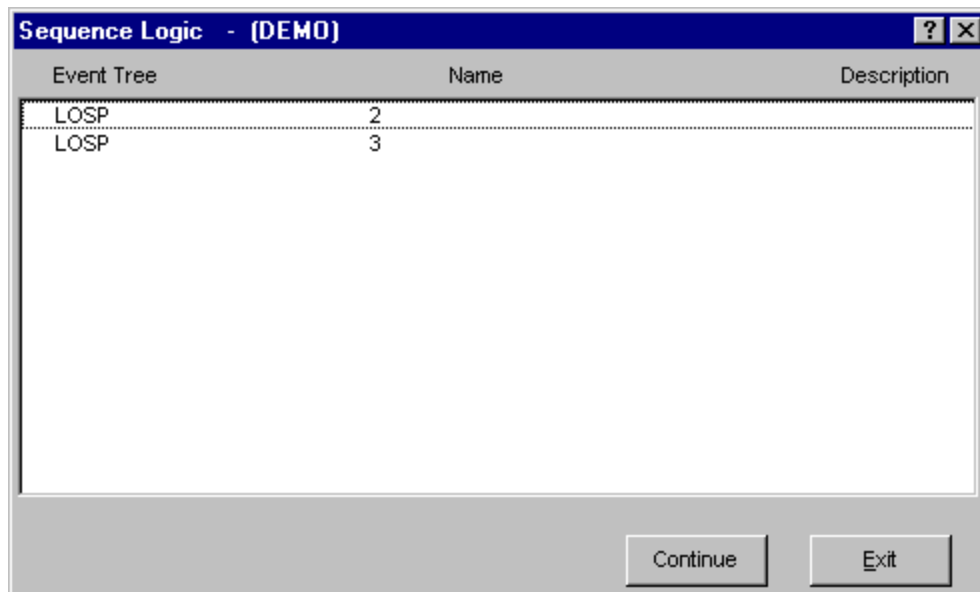 Sequence Logic - (DEMO) ? X
Event Tree Name Description
LOSP 2
LOSP 3
Continue Exit